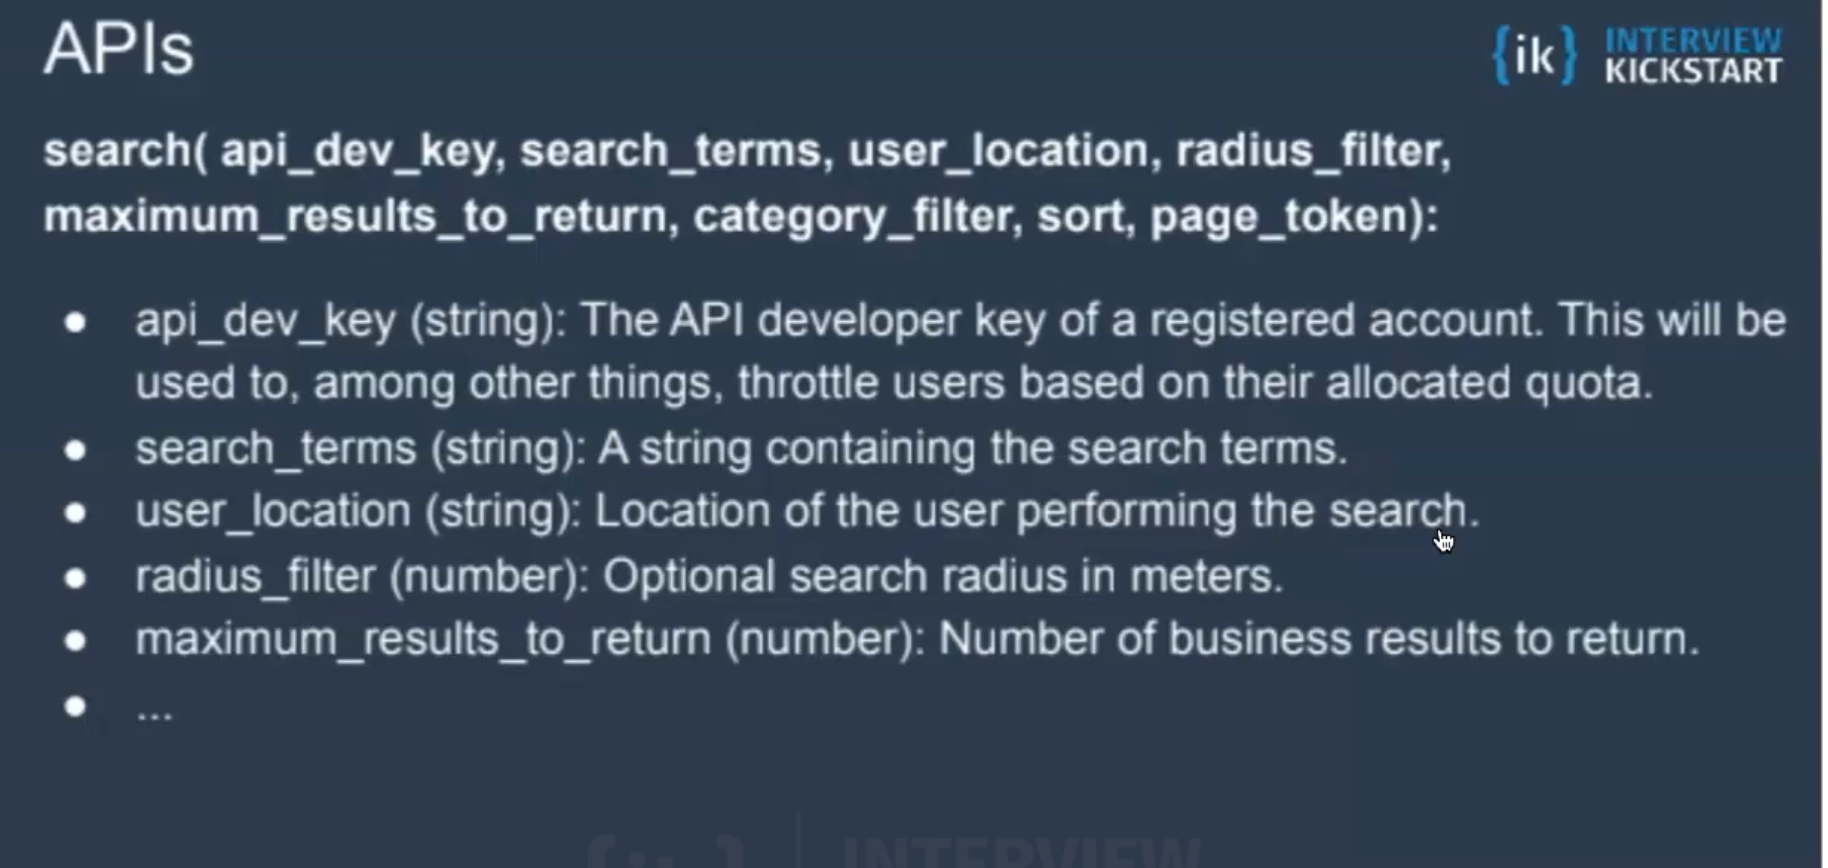 APIs
{ik} INTERVIEW
KICKSTART
search( api_dev_key, search_terms, user_location, radius_filter,
maximum_results_to_return, category_filter, sort, page_token):
● api_dev_key (string): The API developer key of a registered account. This will be
used to, among other things, throttle users based on their allocated quota.
● search_terms (string): A string containing the search terms.
● user_location (string): Location of the user performing the search.
● radius_filter (number): Optional search radius in meters.
● maximum_results_to_return (number): Number of business results to return.
● ...
{ik} INTERVIEW